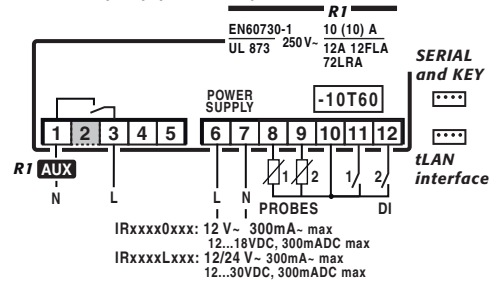 R1
EN60730-1 250 V~ 10 (10) A
UL 873 12A 12FLA
72LRA
SERIAL
and KEY
POWER
SUPPLY
-10T60
1 2 3 4 5 6 7 8 9 10 11 12
R1 AUX
1 2 1 2
tLAN
interface
N L L N PROBES DI
IRxxxx0xxx: 12 V~ 300mA~ max
12...18VDC, 300mADC max
IRxxxxLxxx: 12/24 V~ 300mA~ max
12...30VDC, 300mADC max